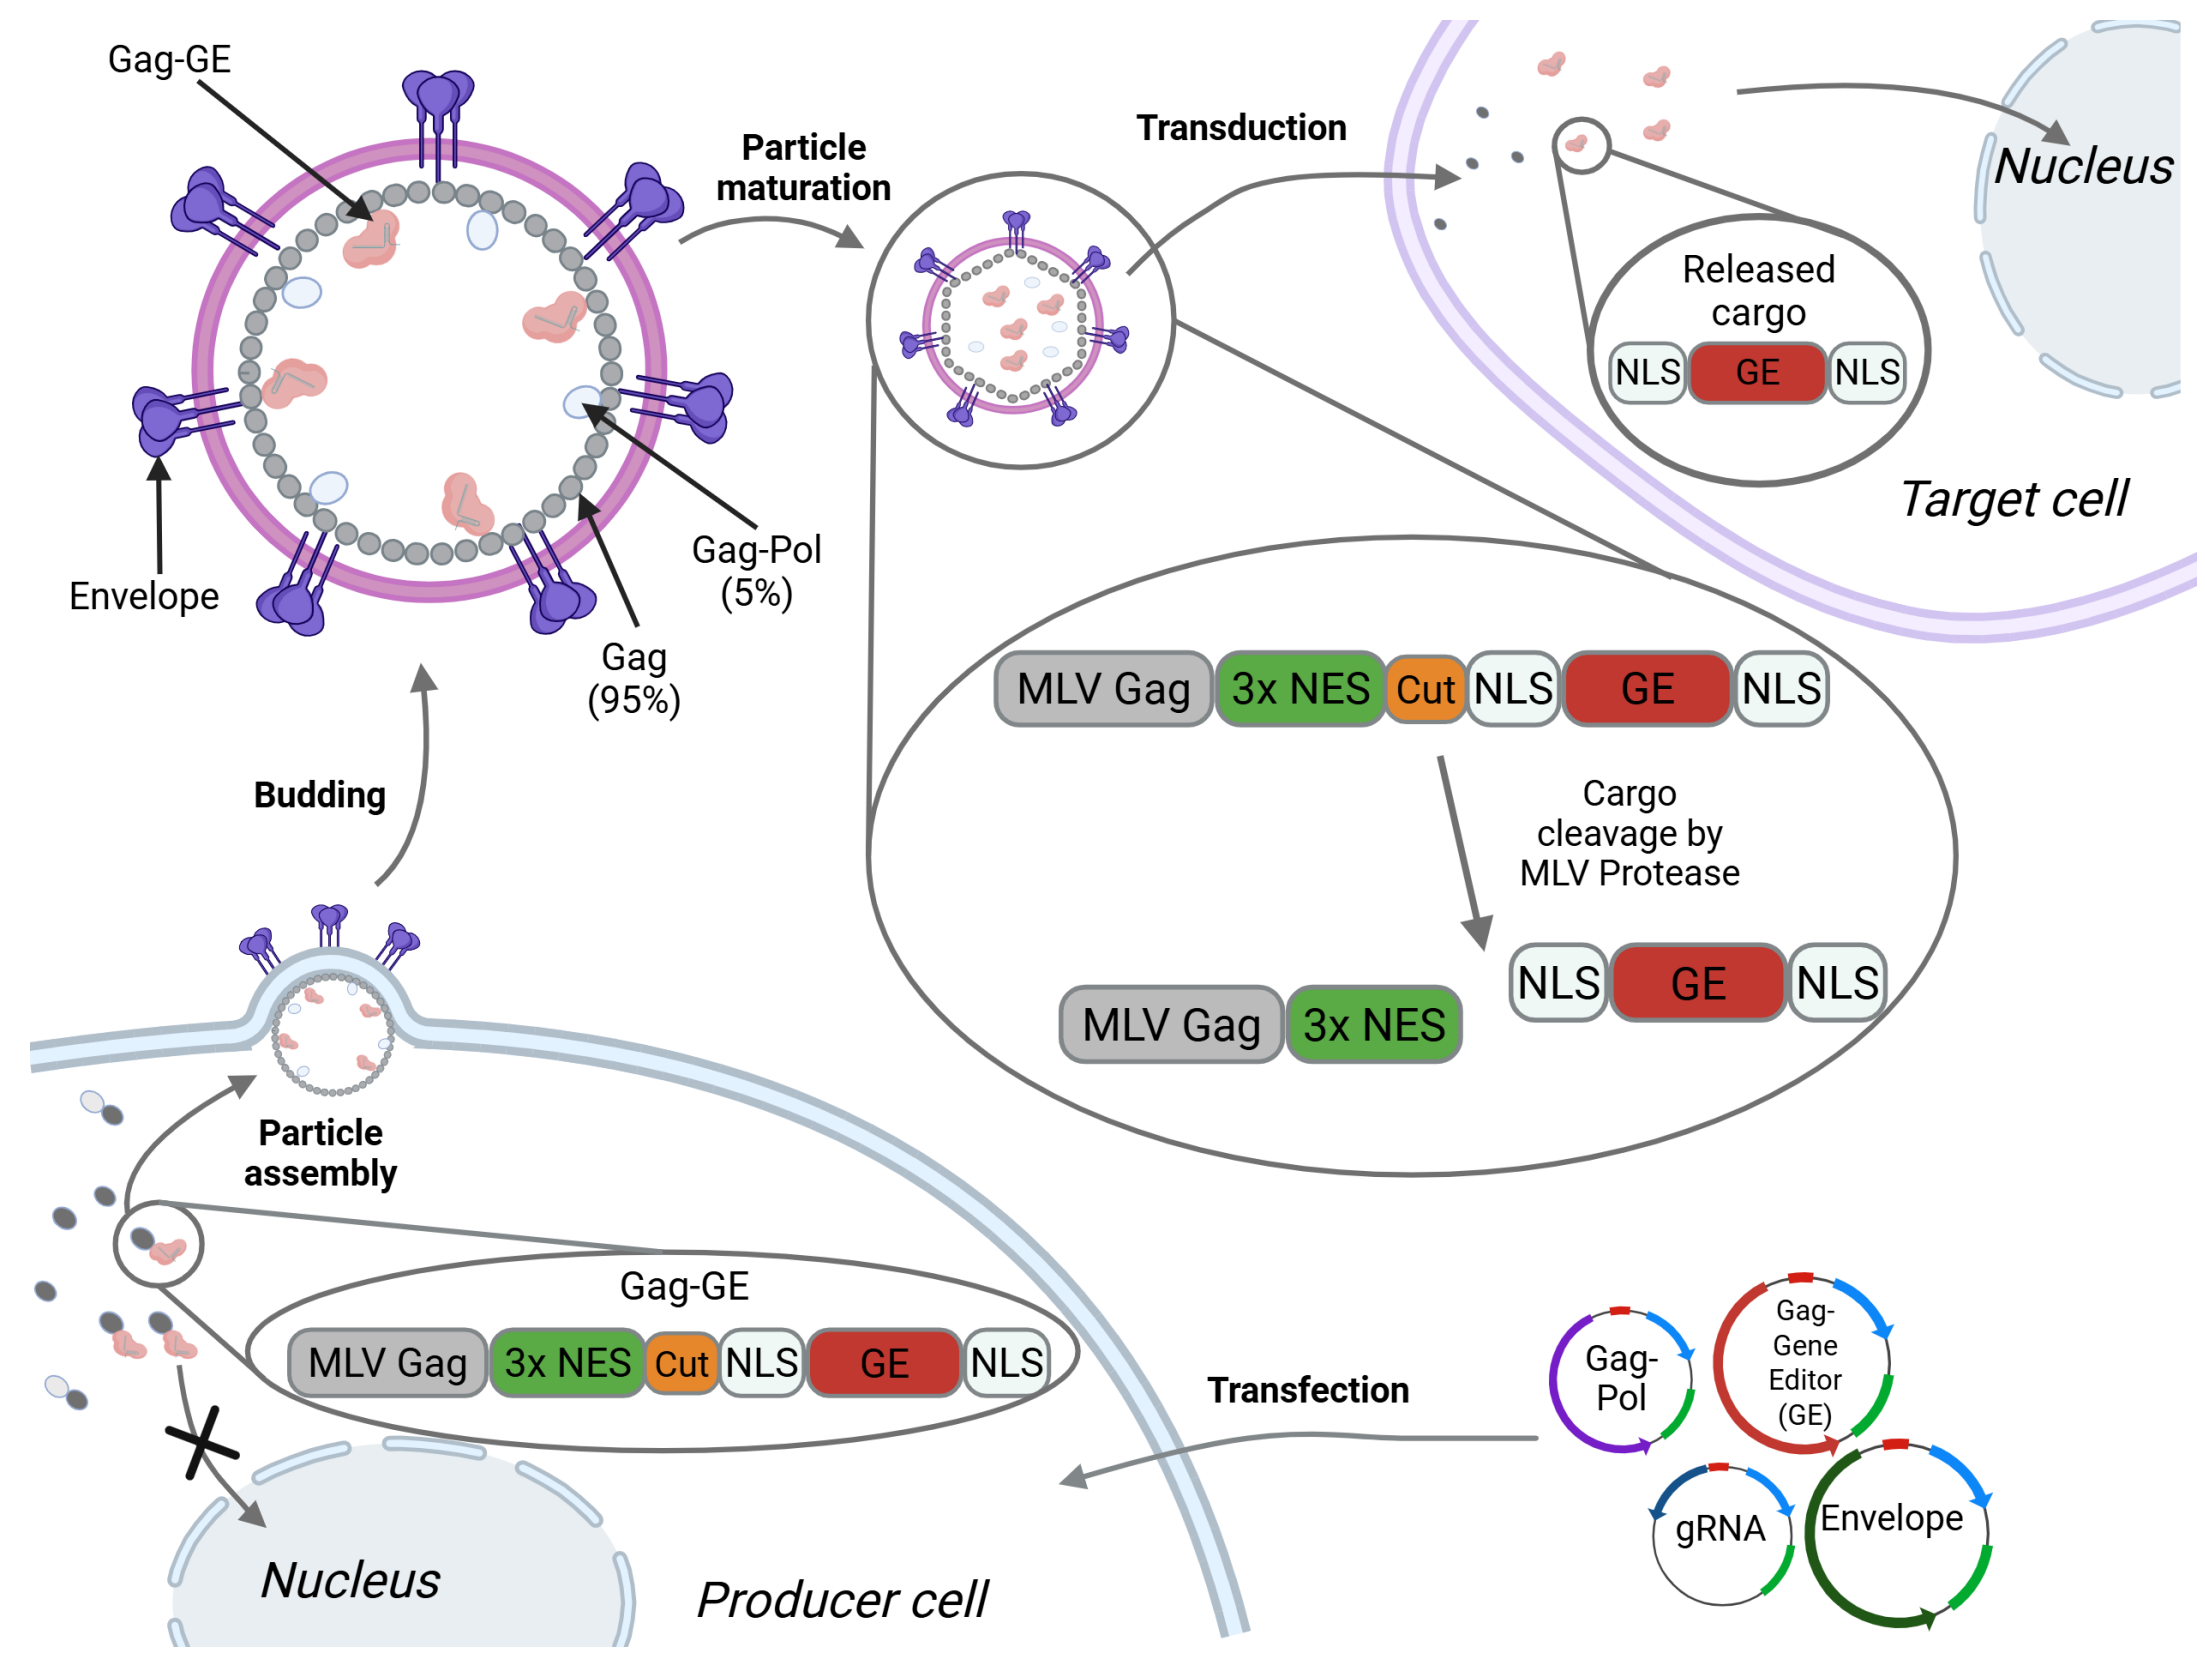 Gag-GE
Particle
maturation
Transduction
Nucleus
Released
cargo
NLS GE NLS
Target cell
Envelope
Gag-Pol
(5%)
Gag
(95%)
MLV Gag 3x NES Cut NLS GE NLS
Cargo
cleavage by
MLV Protease
MLV Gag 3x NES
NLS GE NLS
Budding
Particle
assembly
Gag-GE
MLV Gag 3x NES Cut NLS GE NLS
Nucleus
Producer cell
Transfection
Gag-
Pol
Gag-
Gene
Editor
(GE)
gRNA
Envelope